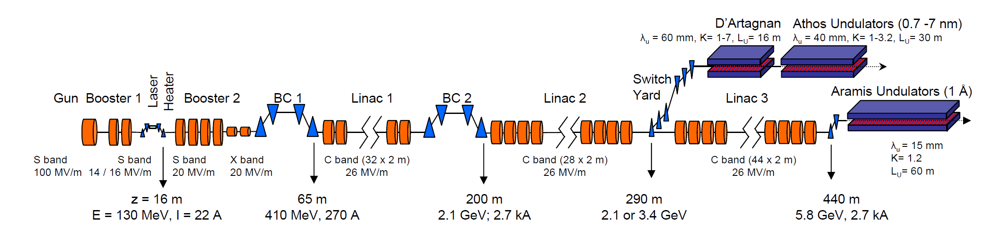 D’Artagnan
λu = 60 mm, K= 1-7, LU= 16 m
Athos Undulators (0.7 -7 nm)
λu = 40 mm, K= 1-3.2, LU= 30 m
Switch
Yard
Gun
Booster 1
Laser
Heater
Booster 2
BC 1
Linac 1
BC 2
Linac 2
Linac 3
Aramis Undulators (1 Å)
S band
100 MV/m
S band
14 / 16 MV/m
S band
20 MV/m
X band
20 MV/m
C band (32 x 2 m)
26 MV/m
C band (28 x 2 m)
26 MV/m
C band (44 x 2 m)
26 MV/m
λu = 15 mm
K= 1.2
LU= 60 m
z = 16 m
E = 130 MeV, I = 22 A
65 m
410 MeV, 270 A
200 m
2.1 GeV; 2.7 kA
290 m
2.1 or 3.4 GeV
440 m
5.8 GeV, 2.7 kA